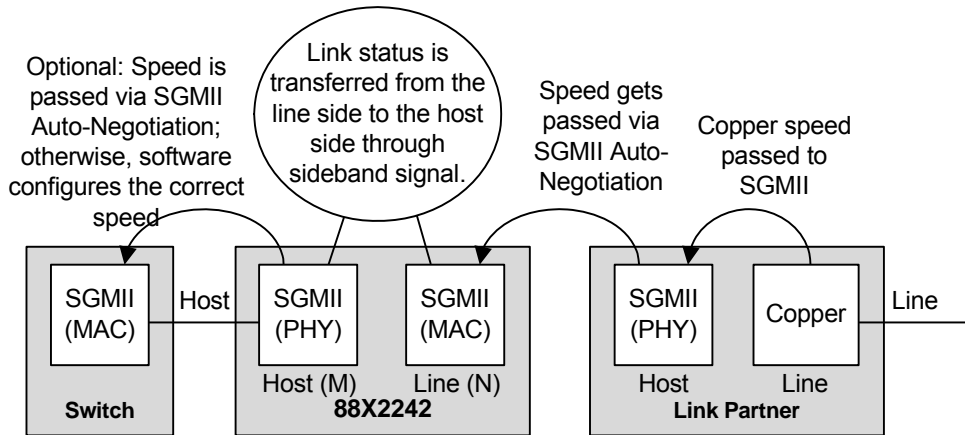 Optional: Speed is
passed via SGMII
Auto-Negotiation;
otherwise, software
configures the correct
speed
Link status is
transferred from the
line side to the host
side through
sideband signal.
Speed gets
passed via
SGMII Auto-
Negotiation
Copper speed
passed to
SGMII
SGMII
(MAC)
Host
SGMII
(PHY)
SGMII
(MAC)
SGMII
(PHY)
Copper
Line
Host (M)
Line (N)
Host
Line
Switch
88X2242
Link Partner